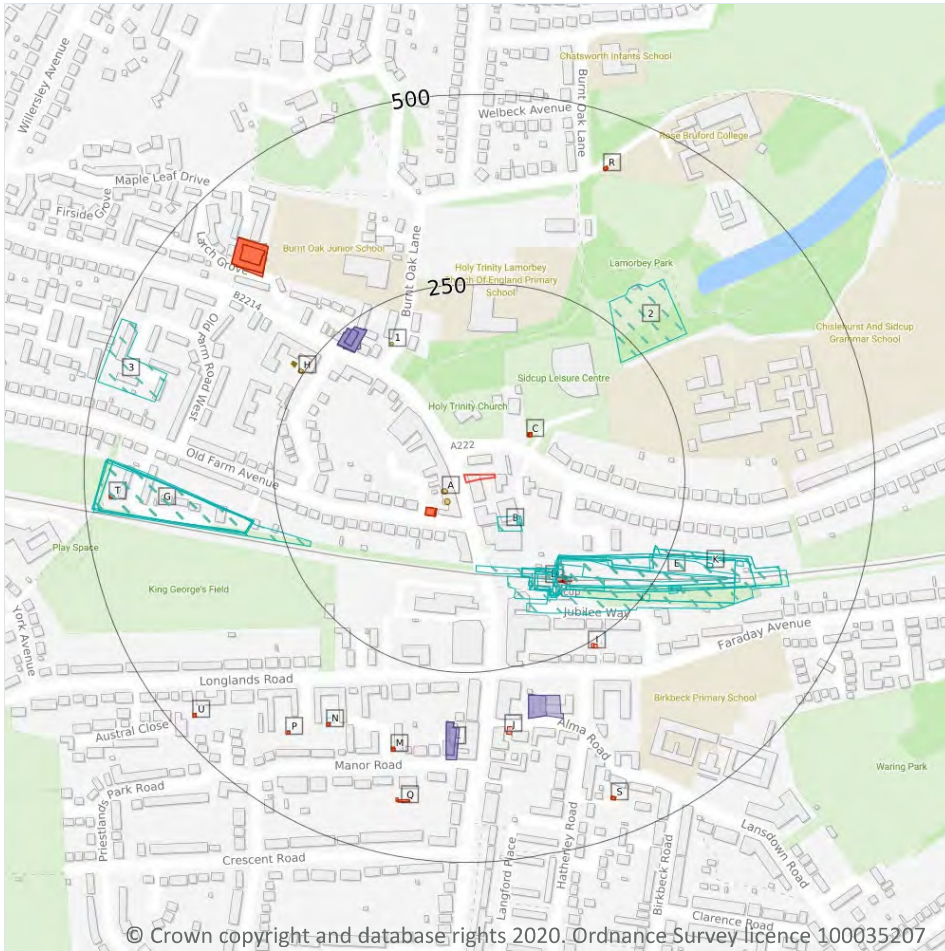 Chatsworth Infants School
Willersley Avenue
500
Welbeck Avenue
Burnt Oak Lane
Rose Bruford College
R
Maple Leaf Drive
Firside Grove
Larch Grove
Burnt Oak Junior School
Burnt Oak Lane
Lamorbey Park
Holy Trinity Lamorbey
Church Of England Primary
School
250
B2214
2
1
Chislehurst And Sidcup
Grammar School
H
3
Old Farm Road West
Sidcup Leisure Centre
Holy Trinity Church
C
A222
Old Farm Avenue
A
T
G
B
Play Space
K
E
King George's Field
Jubilee Way
York Avenue
I
Faraday Avenue
Longlands Road
Birkbeck Primary School
U
N
P
Austral Close
Alma Road
M
Manor Road
Waring Park
Park Road
Q
S
Priestlands
Hatherley Road
Langford Place
Birkbeck Road
Lansdown Road
Crescent Road
Clarence Road
© Crown copyright and database rights 2020. Ordnance Survey licence 100035207